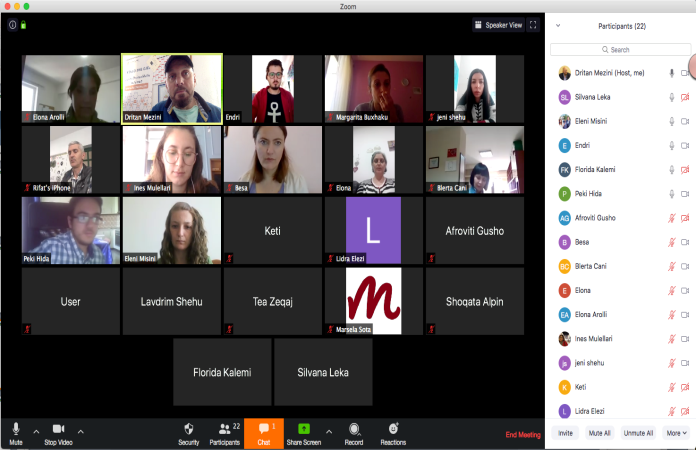 Zoom
Speaker View
Elona Arolli
Dritan Mezini
Endri
Margarita Buxhaku
jeni shehu
Rifat's iPhone
Ines Mulellari
Besa
Elona
Blerta Cani
Peki Hida
Eleni Misini
Keti
L
Lidra Elezi
Afroviti Gusho
User
Lavdrim Shehu
Tea Zeqaj
m
Marsela Sota
Shoqata Alpin
Florida Kalemi
Silvana Leka
Mute
Stop Video
Security
22
Participants
1
Chat
Share Screen
Record
Reactions
End Meeting
Participants (22)
Search
Dritan Mezini (Host, me)
SL Silvana Leka
Eleni Misini
E Endri
FK Florida Kalemi
P Peki Hida
AG Afroviti Gusho
B Besa
BC Blerta Cani
E Elona
EA Elona Arolli
Ines Mulellari
js jeni shehu
K Keti
L Lidra Elezi
Invite Mute All Unmute All More